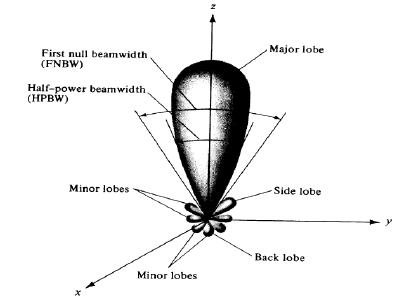 z
First null beamwidth
(FNBW)
Major lobe
Half-power beamwidth
(HPBW)
Minor lobes
Side lobe
y
Back lobe
Minor lobes
x